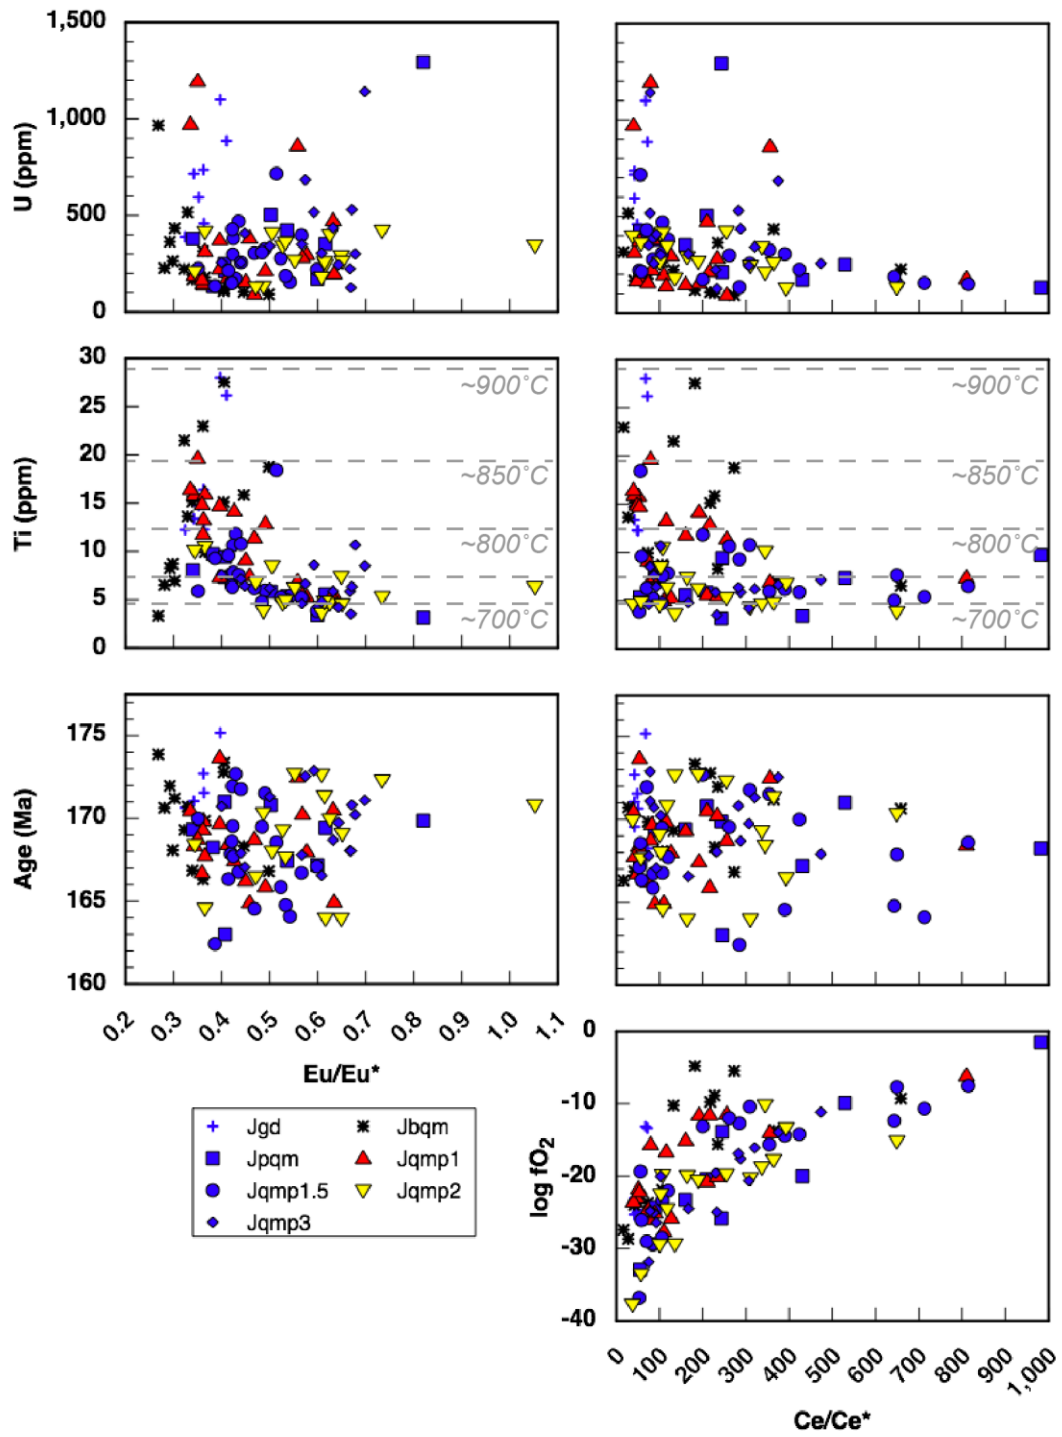 1,500
1,000
500
0
U (ppm)
30
25
20
15
10
5
0
Ti (ppm)
~900°C
~850°C
~800°C
~700°C
~900°C
~850°C
~800°C
~700°C
175
170
165
160
Age (Ma)
0.2
0.3
0.4
0.5
0.6
0.7
0.8
0.9
1.0
1.1
Eu/Eu*
Jgd
Jbqm
Jpqm
Jqmp1
Jqmp1.5
Jqmp2
Jqmp3
0
-10
-20
-30
-40
log fO2
0
100
200
300
400
500
600
700
800
900
1,000
Ce/Ce*